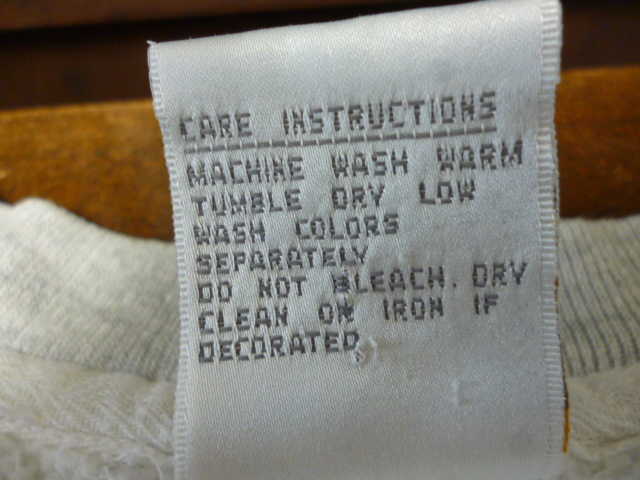 CARE INSTRUCTIONS
MACHINE WASH WARM
TUMBLE DRY LOW
WASH COLORS
SEPARATELY
DO NOT BLEACH. DRY
CLEAN OR IRON IF
DECORATED